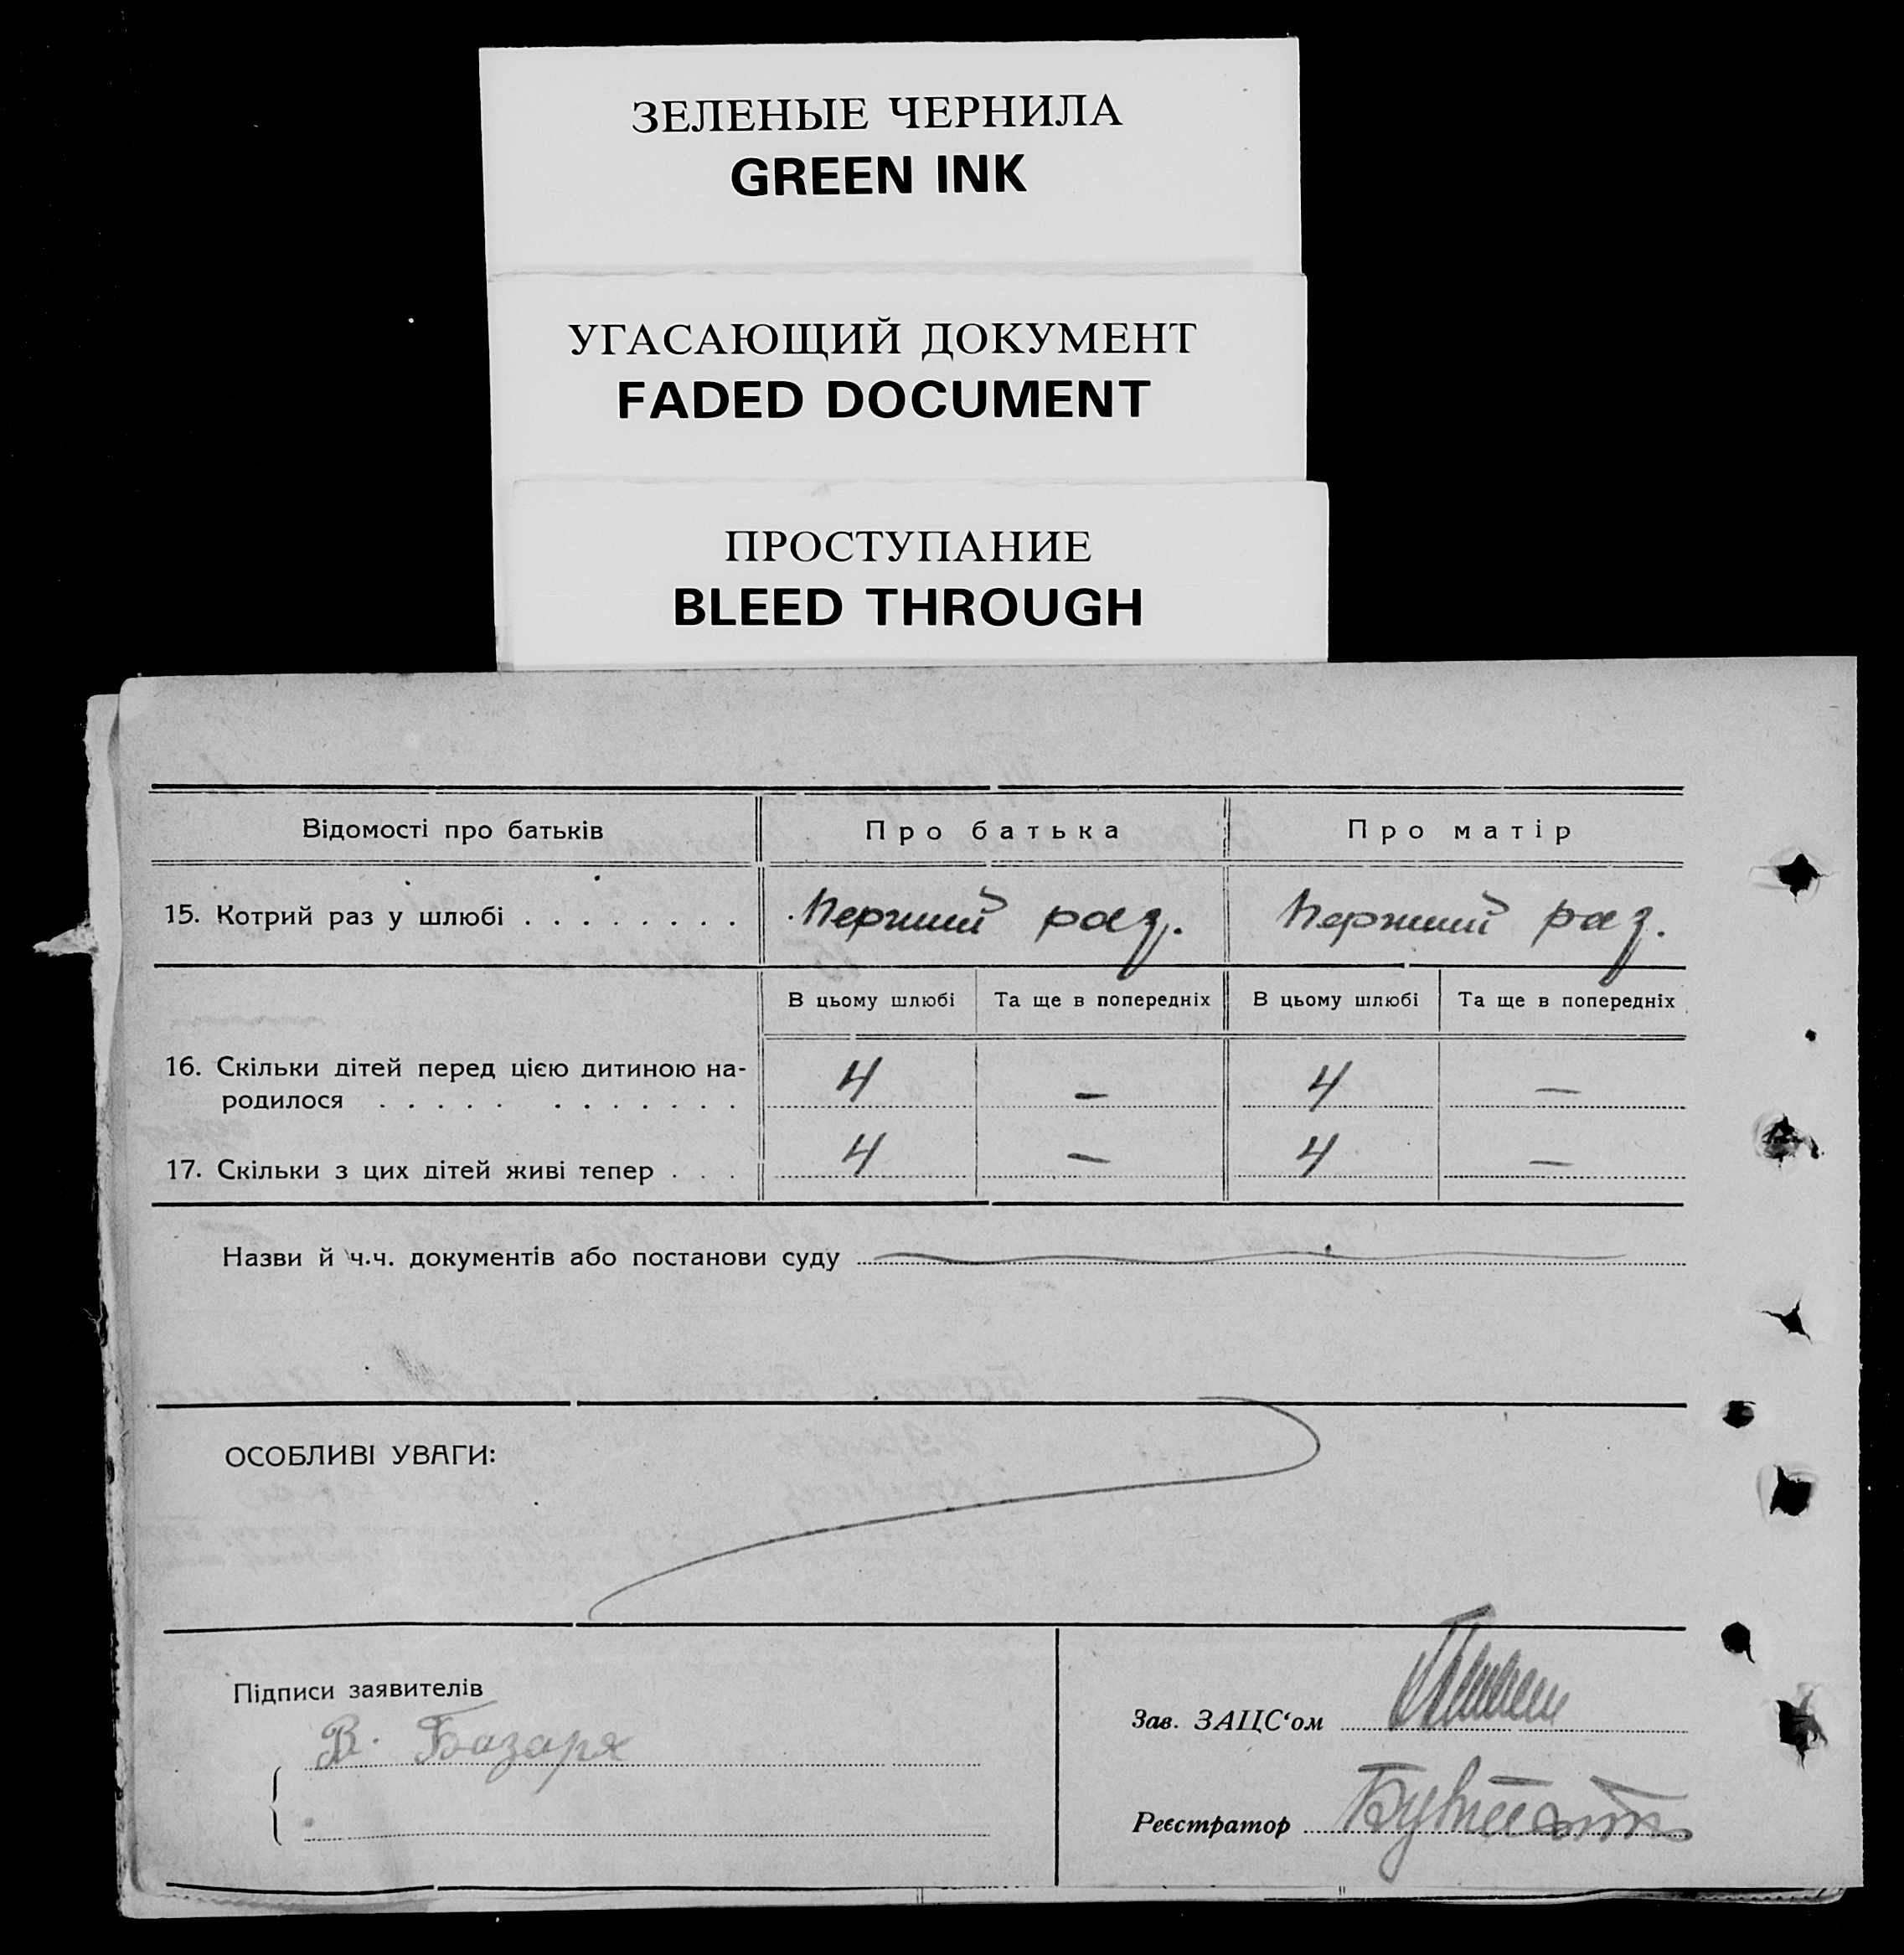 ЗЕЛЕНЫЕ ЧЕРНИЛА
GREEN INK
УГАСАЮЩИЙ ДОКУМЕНТ
FADED DOCUMENT
ПРОСТУПАНИЕ
BLEED THROUGH
Відомості про батьків Про батька Про матір
15. Котрий раз у шлюбі . . . . . . . . Перший раз. Перший раз.
В цьому шлюбі Та ще в попередніх В цьому шлюбі Та ще в попередніх
16. Скільки дітей перед цією дитиною на-
родилося . . . . . . . . . . . . 4 – 4 –
17. Скільки з цих дітей живі тепер . . . 4 – 4 –
Назви й ч.ч. документів або постанови суду
ОСОБЛИВІ УВАГИ:
Підписи заявителів
В. Базаря
Зав. ЗАЦС‘ом
Реєстратор